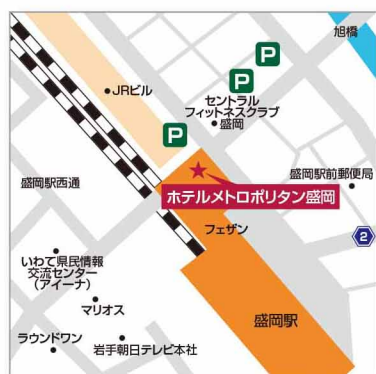 旭橋
P
P
JRビル
セントラル
フィットネスクラブ
盛岡
P
盛岡駅西通
盛岡駅前郵便局
ホテルメトロポリタン盛岡
フェザン
2
いわて県民情報
交流センター
(アイーナ)
マリオス
盛岡駅
ラウンドワン
岩手朝日テレビ本社